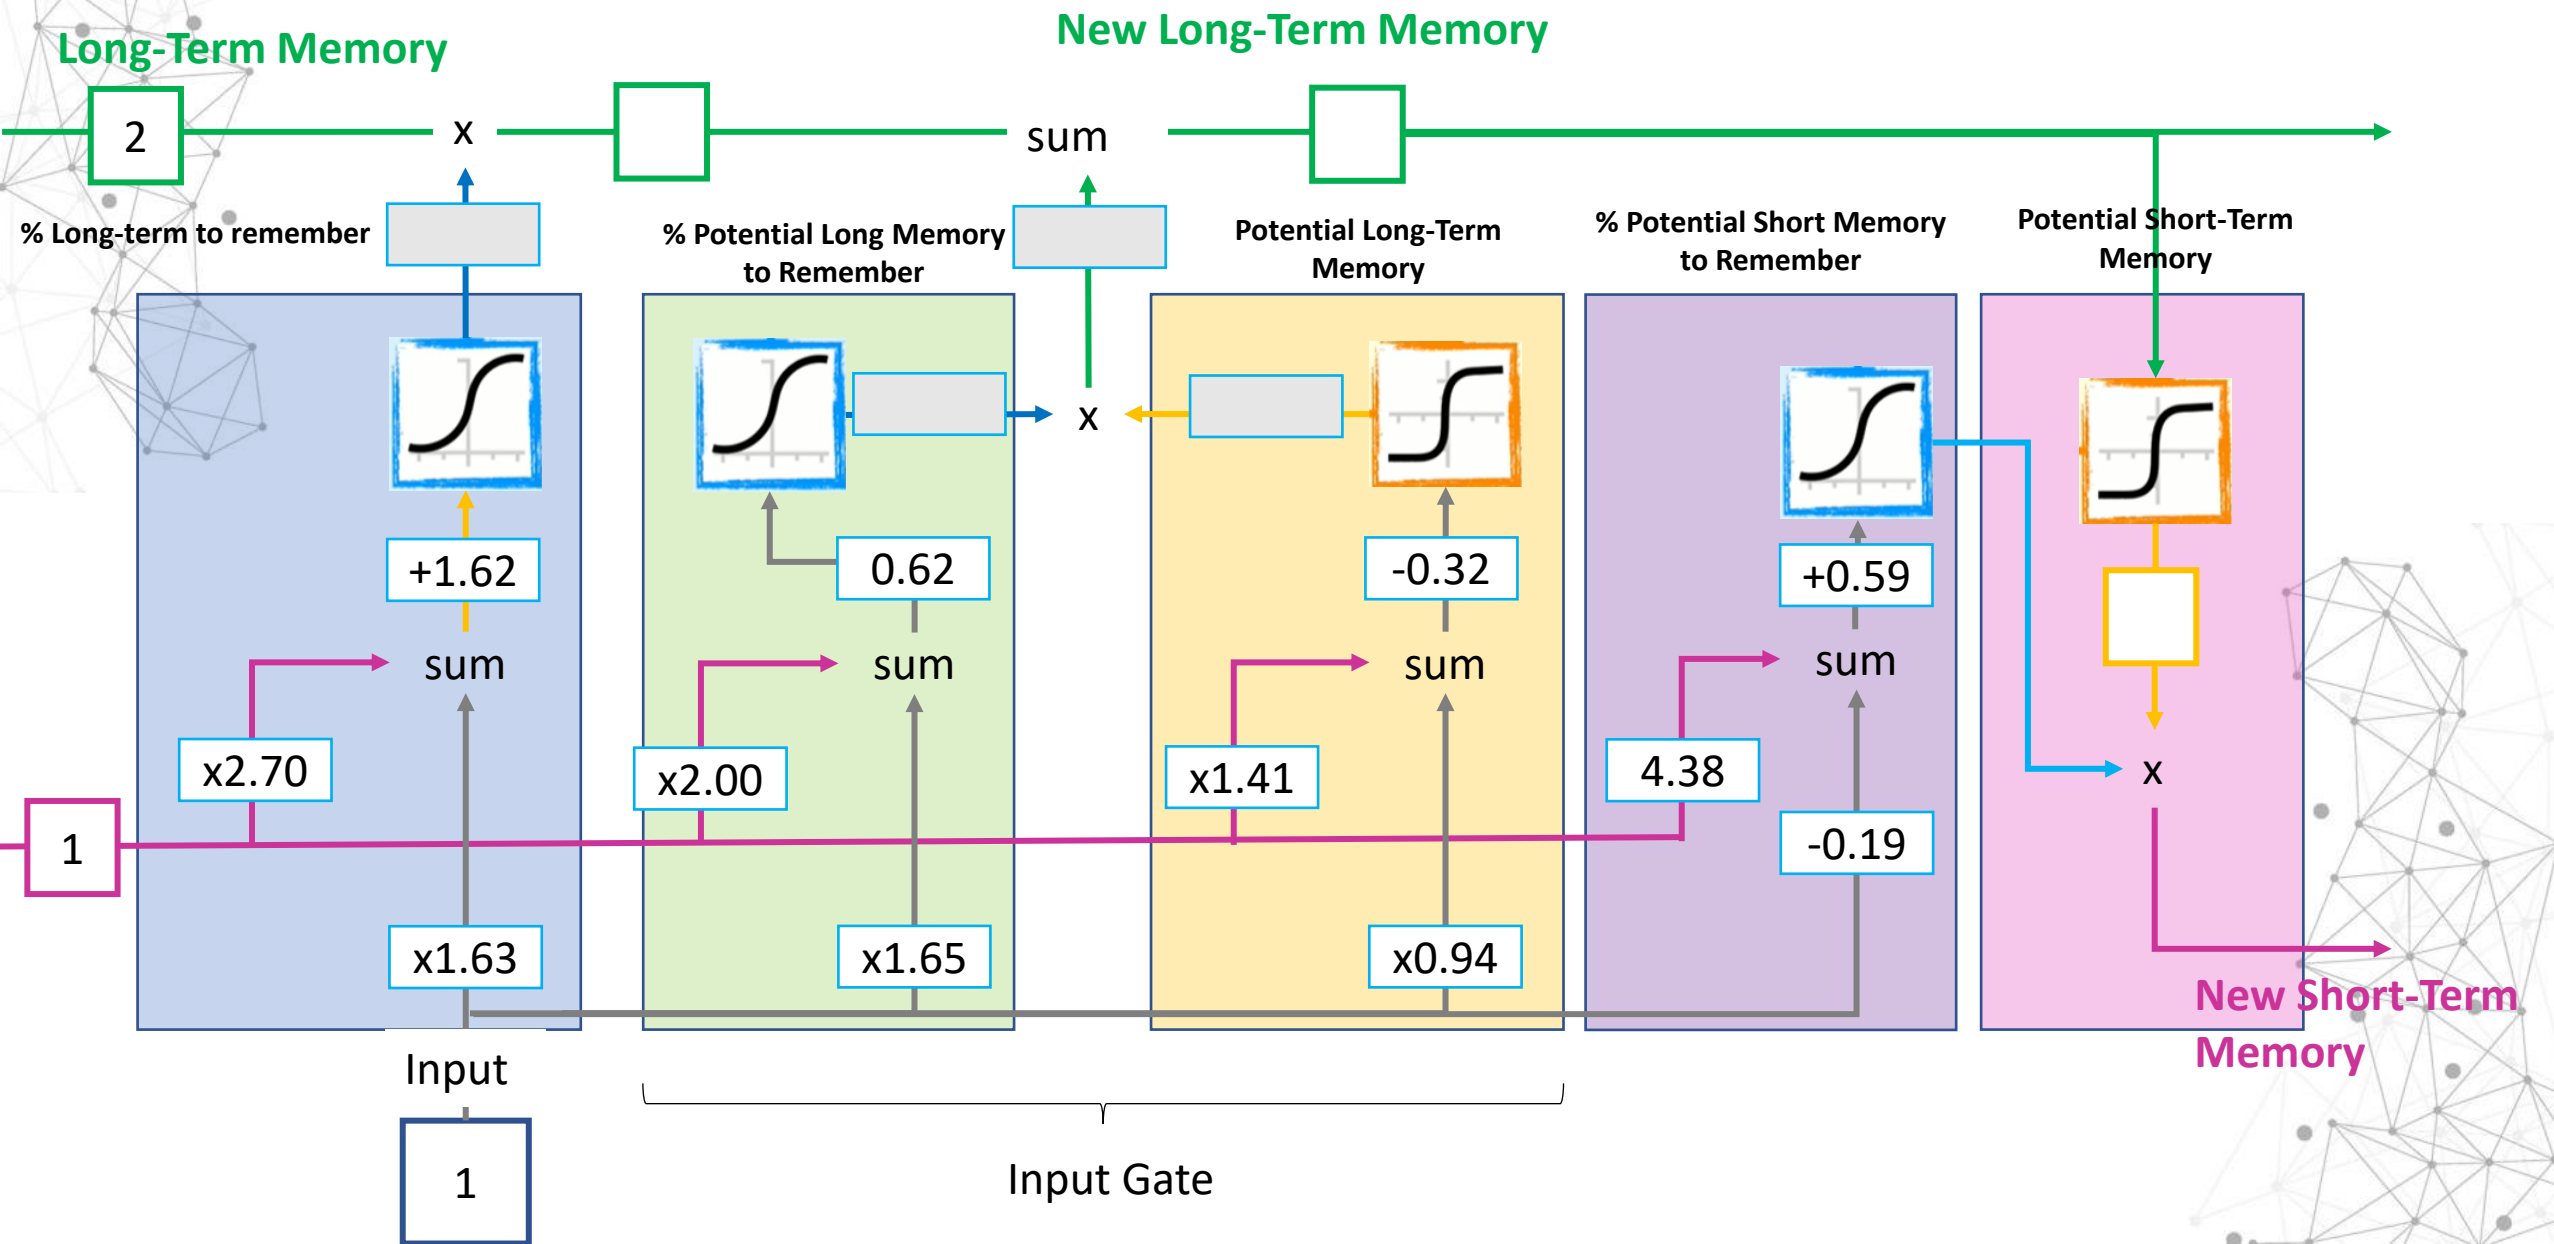 New Long-Term Memory
Long-Term Memory
2
x
sum
% Long-term to remember
% Potential Long Memory
to Remember
Potential Long-Term
Memory
% Potential Short Memory
to Remember
Potential Short-Term
Memory
x
+1.62
0.62
-0.32
+0.59
sum
sum
sum
sum
x2.70
x2.00
x1.41
4.38
x
1
-0.19
x1.63
x1.65
x0.94
New Short-Term
Memory
Input
1
Input Gate